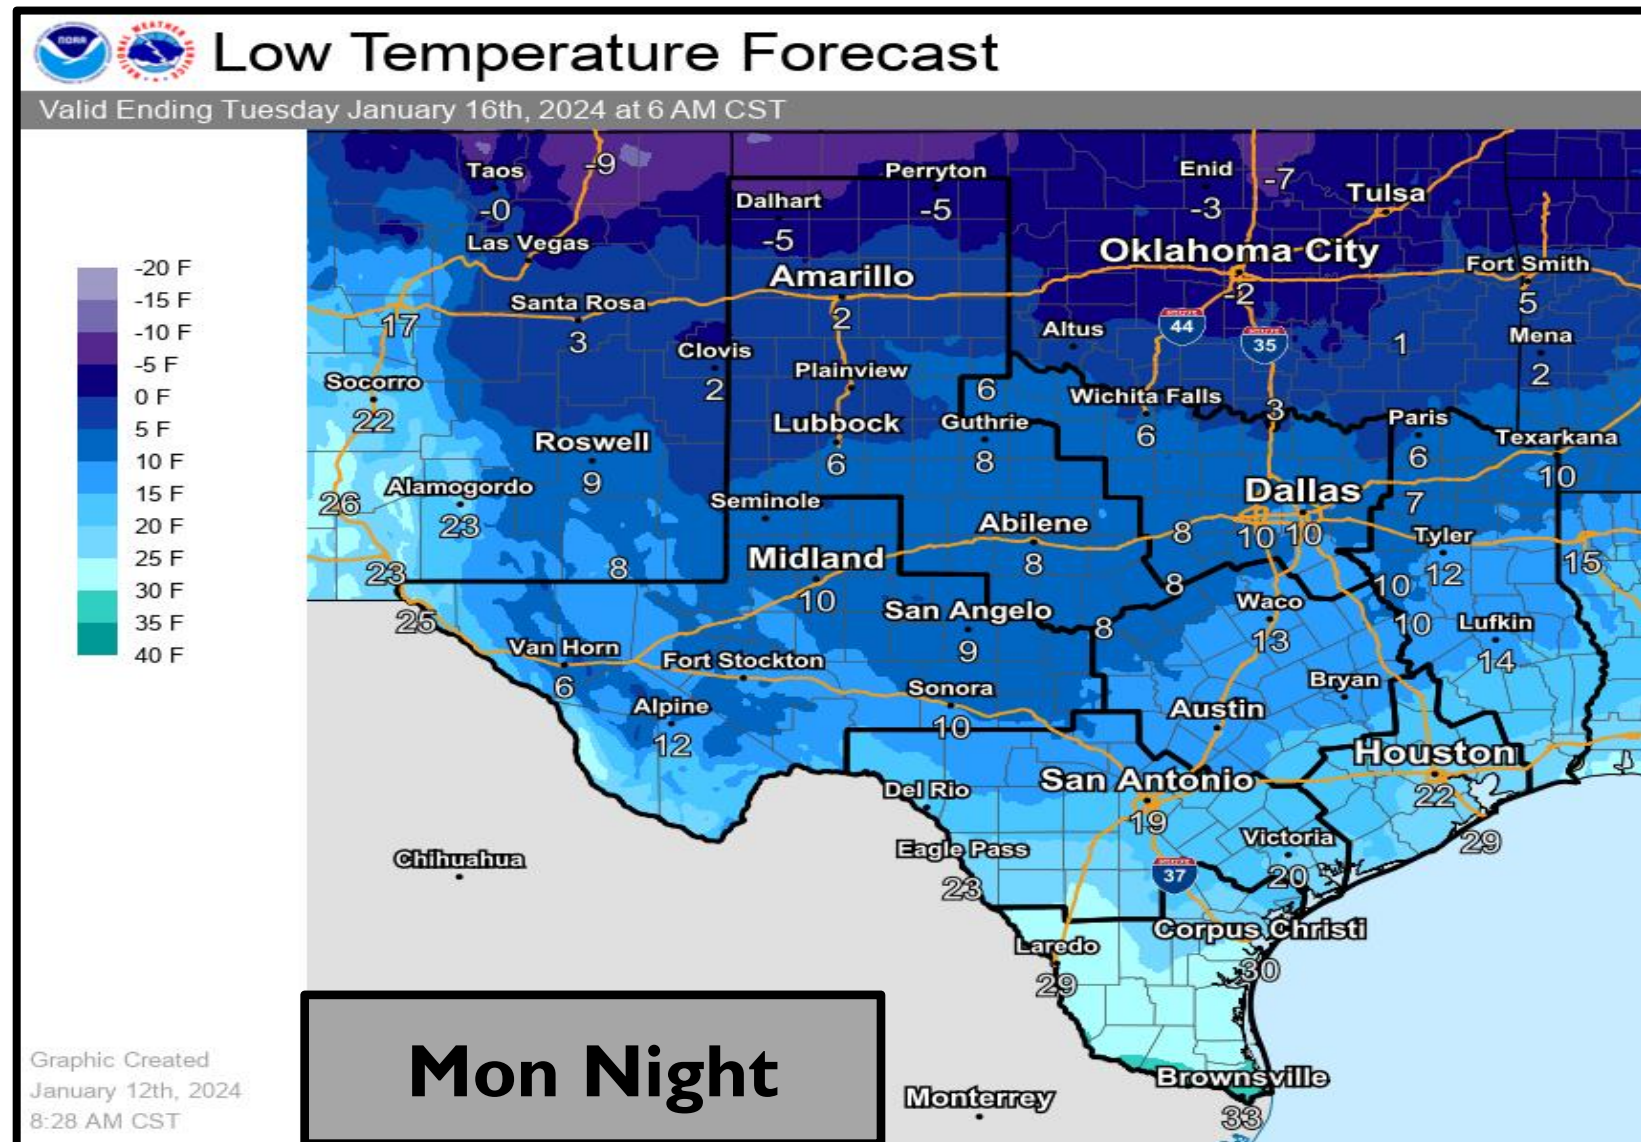 NOAA
NATIONAL WEATHER SERVICE
Low Temperature Forecast
Valid Ending Tuesday January 16th, 2024 at 6 AM CST
-20 F
-15 F
-10 F
-5 F
0 F
5 F
10 F
15 F
20 F
25 F
30 F
35 F
40 F
Taos
-0
-9
Las Vegas
Dalhart
-5
Perryton
-5
Enid
-3
-7
Tulsa
Oklahoma City
-2
Fort Smith
5
Amarillo
2
Santa Rosa
3
17
Clovis
2
Plainview
Altus
44
35
1
Mena
2
Socorro
22
6
Wichita Falls
6
3
Paris
6
Texarkana
10
Roswell
9
Lubbock
6
Guthrie
8
Alamogordo
23
26
Seminole
Abilene
8
8
Dallas
10
10
7
Tyler
12
15
23
8
Midland
10
8
10
25
San Angelo
9
8
Waco
13
10
Lufkin
14
Van Horn
6
Fort Stockton
Sonora
10
Bryan
Alpine
12
Austin
Houston
22
29
Del Rio
San Antonio
19
Victoria
20
Eagle Pass
23
37
Chihuahua
Corpus Christi
30
Laredo
29
Brownsville
33
Monterrey
Mon Night
Graphic Created
January 12th, 2024
8:28 AM CST